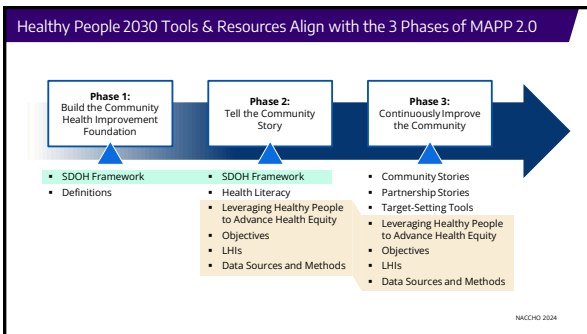 Healthy People 2030 Tools & Resources Align with the 3 Phases of MAPP 2.0
Phase 1:
Build the Community
Health Improvement
Foundation
▪ SDOH Framework
▪ Definitions
Phase 2:
Tell the Community
Story
▪ SDOH Framework
▪ Health Literacy
▪ Leveraging Healthy People
to Advance Health Equity
▪ Objectives
▪ LHIs
▪ Data Sources and Methods
Phase 3:
Continuously Improve
the Community
▪ Community Stories
▪ Partnership Stories
▪ Target-Setting Tools
▪ Leveraging Healthy People
to Advance Health Equity
▪ Objectives
▪ LHIs
▪ Data Sources and Methods
NACCHO 2024